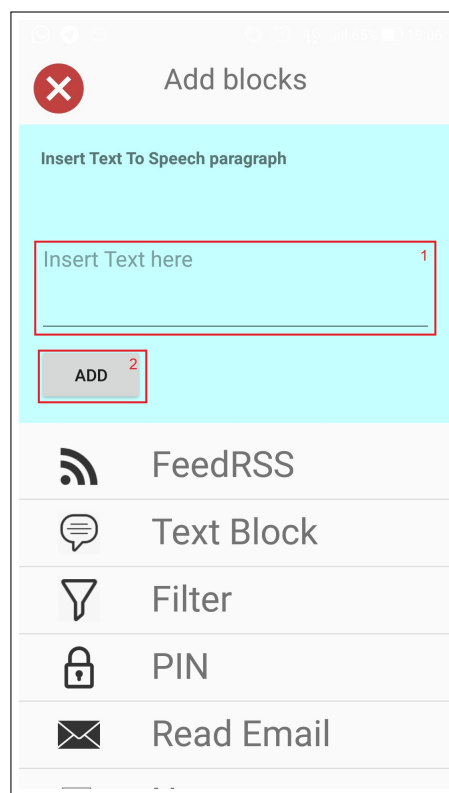 Add blocks
Insert Text To Speech paragraph
Insert Text here 1
ADD 2
FeedRSS
Text Block
Filter
PIN
Read Email